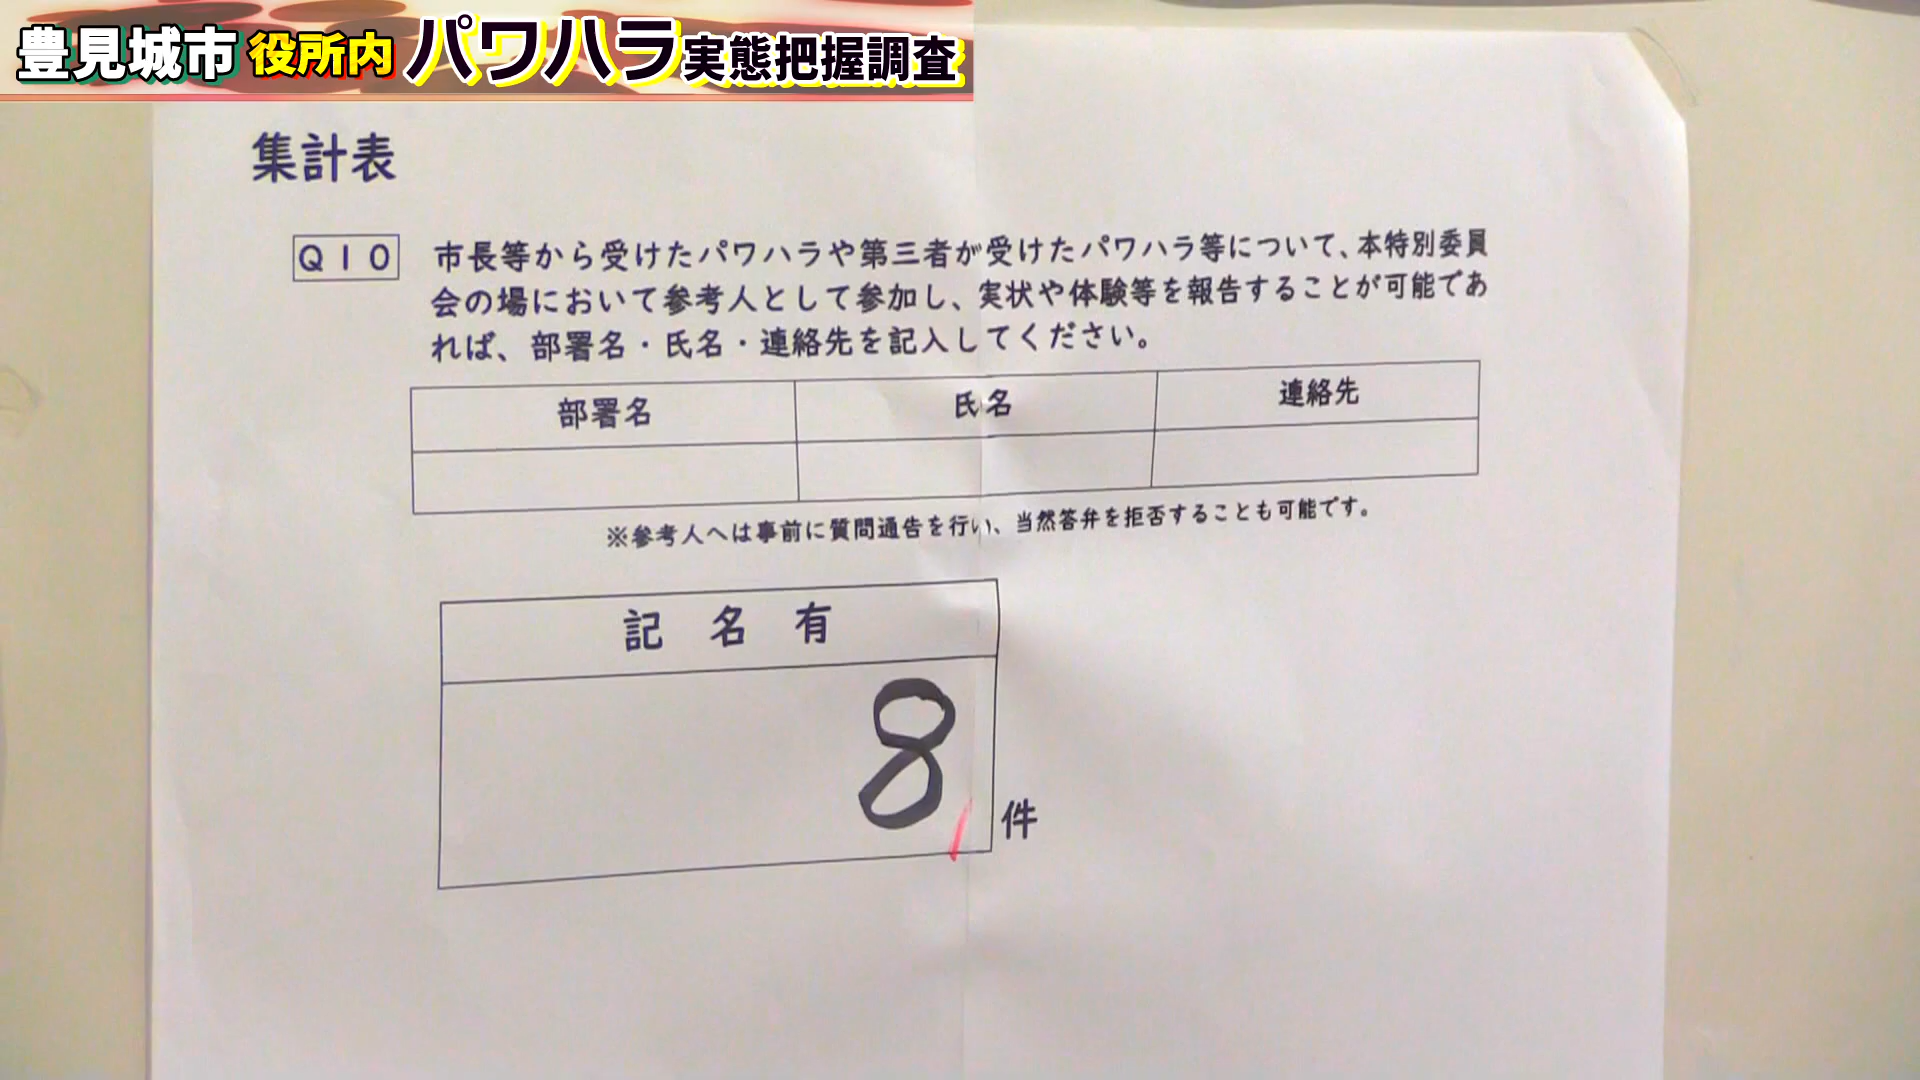 豊見城市 役所内 パワハラ実態把握調査
集計表
Q10 市長等から受けたパワハラや第三者が受けたパワハラ等について、本特別委員
会の場において参考人として参加し、実状や体験等を報告することが可能であ
れば、部署名・氏名・連絡先を記入してください。
部署名 氏名 連絡先
※参考人へは事前に質問通告を行い、当然答弁を拒否することも可能です。
記名有
8
件